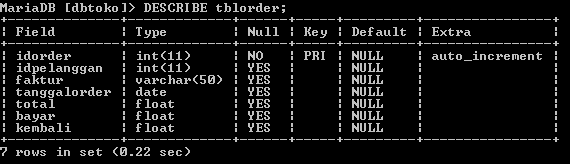 MariaDB [dbtoko]> DESCRIBE tblorder;
+--------------+-------------+------+-----+---------+----------------+
| Field        | Type        | Null | Key | Default | Extra          |
+--------------+-------------+------+-----+---------+----------------+
| idorder      | int(11)     | NO   | PRI | NULL    | auto_increment |
| idpelanggan  | int(11)     | YES  |     | NULL    |                |
| faktur       | varchar(50) | YES  |     | NULL    |                |
| tanggalorder | date        | YES  |     | NULL    |                |
| total        | float       | YES  |     | NULL    |                |
| bayar        | float       | YES  |     | NULL    |                |
| kembali      | float       | YES  |     | NULL    |                |
+--------------+-------------+------+-----+---------+----------------+
7 rows in set (0.22 sec)